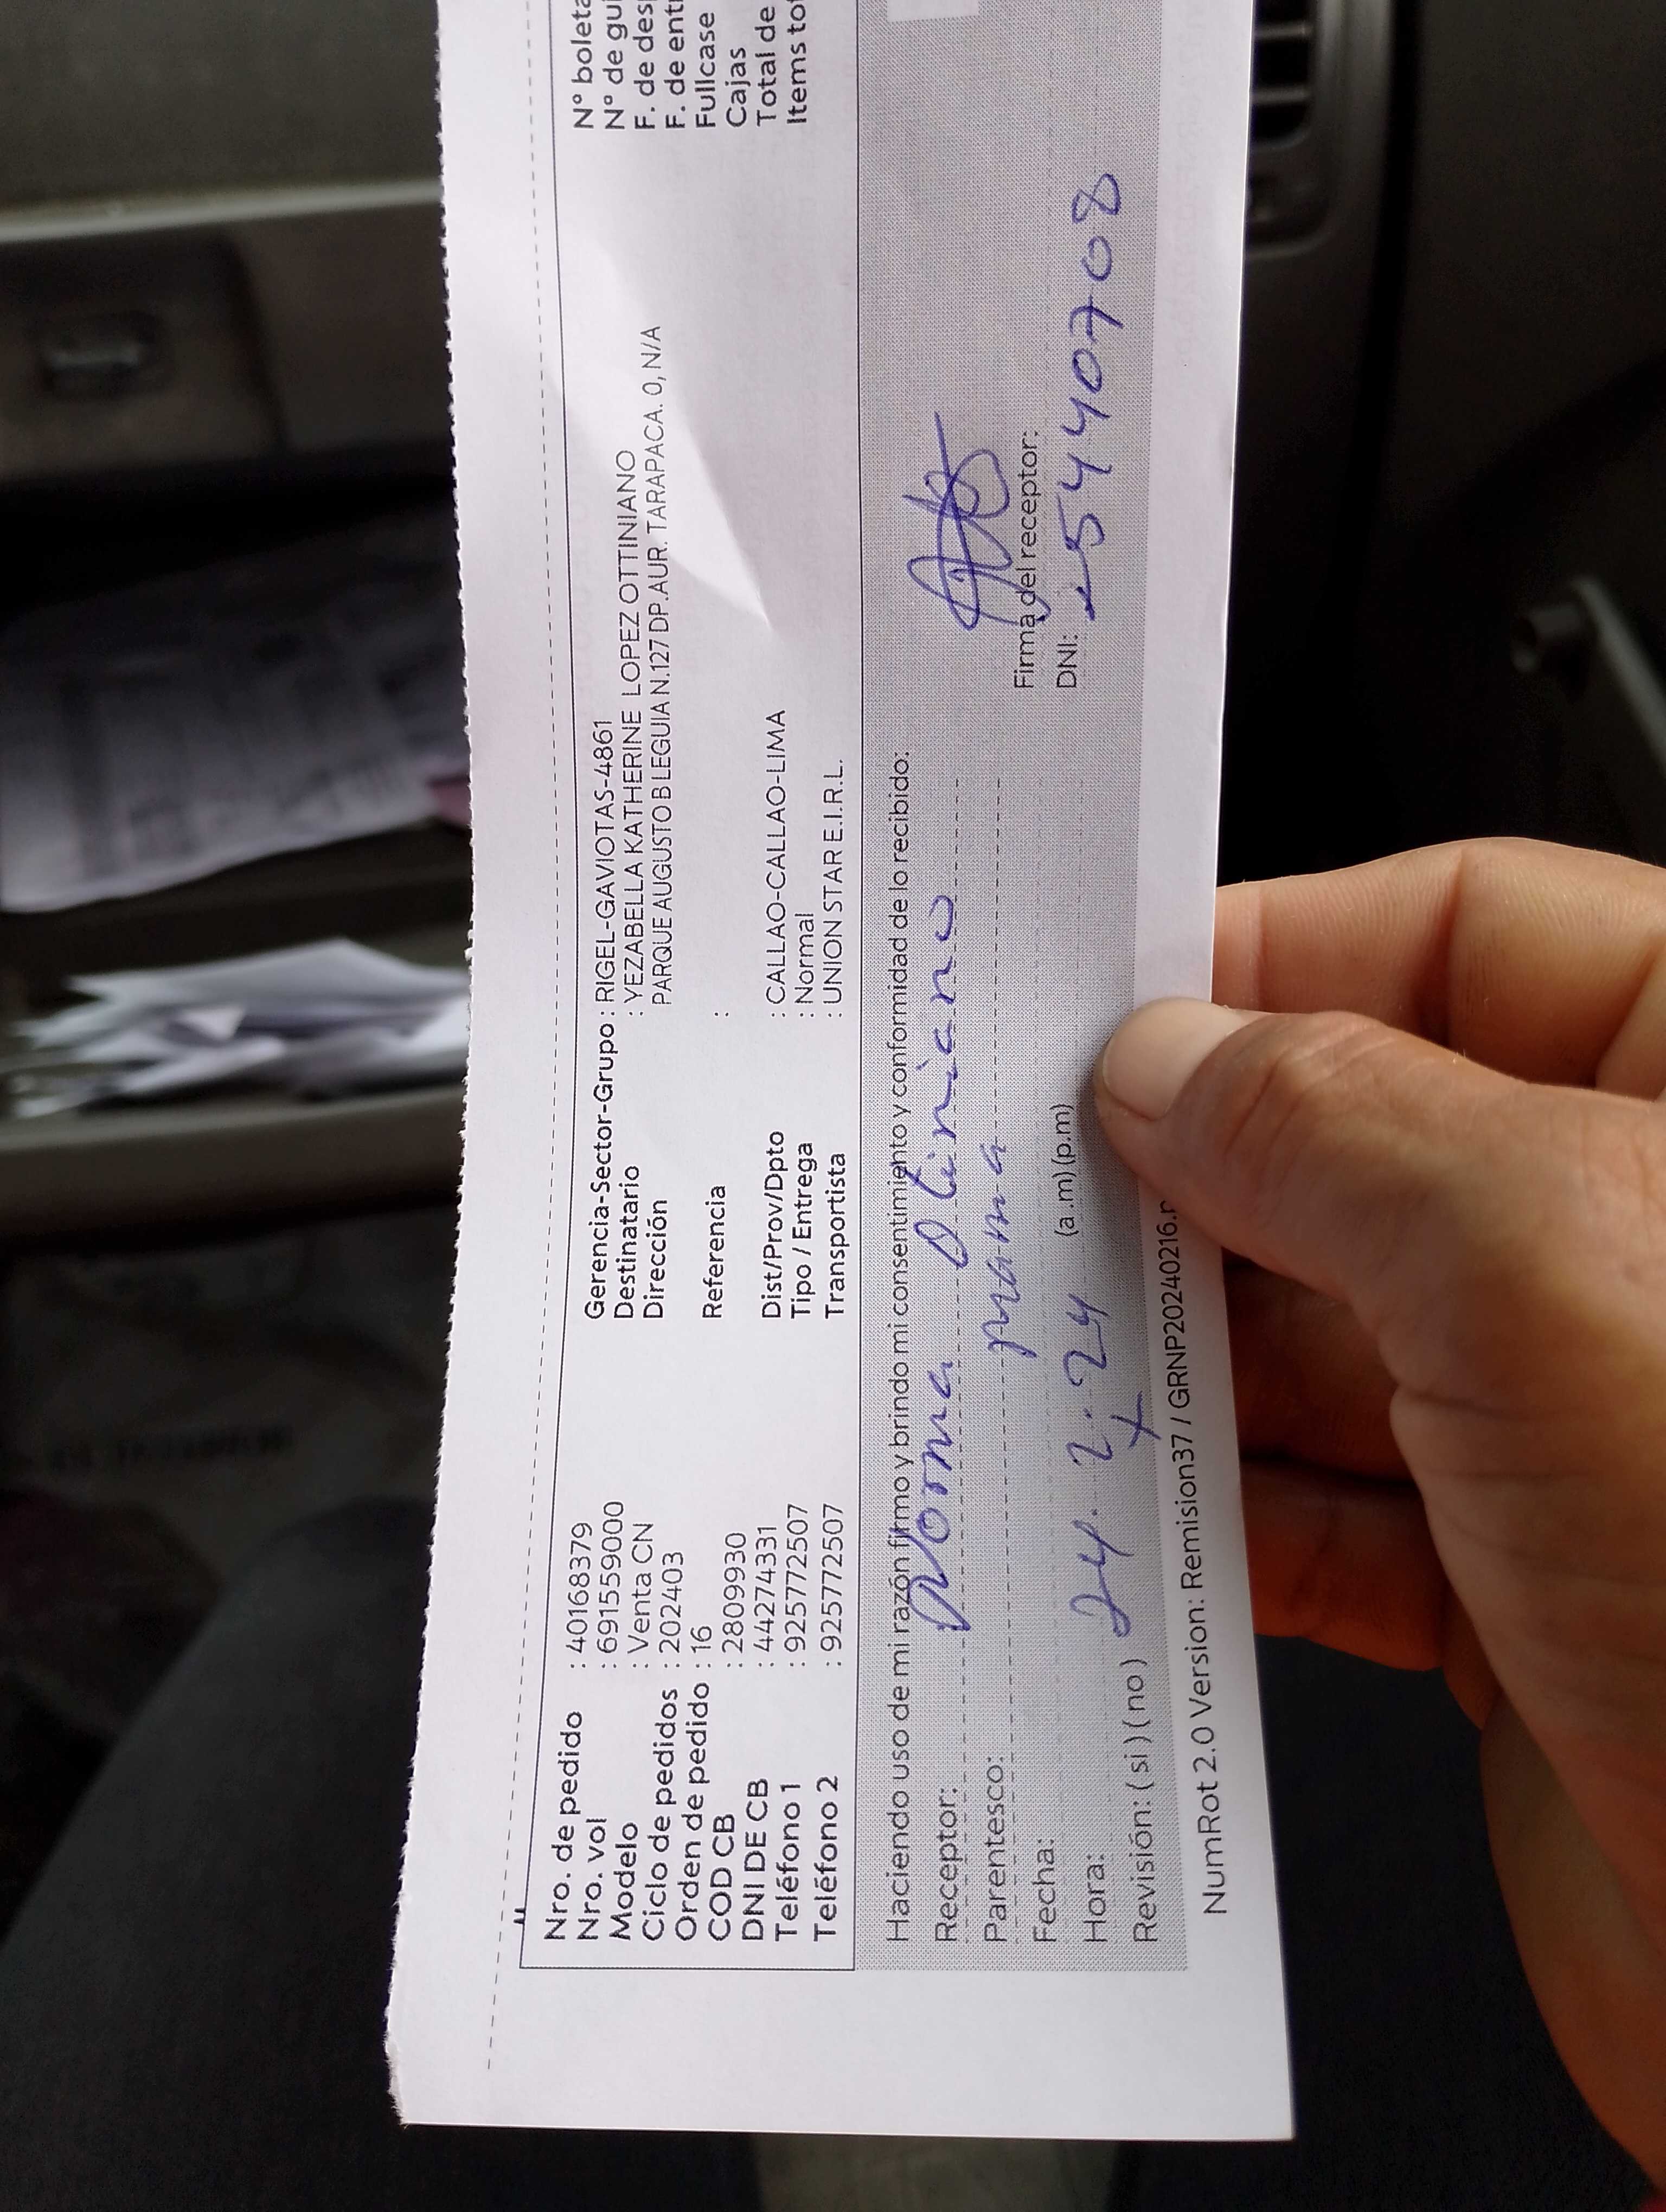 Nro. de pedido : 40168379
Nro. vol : 691559000
Modelo : Venta CN
Ciclo de pedidos : 202403
Orden de pedido : 16
COD CB : 2809930
DNI DE CB : 44274331
Teléfono 1 : 925772507
Teléfono 2 : 925772507
Gerencia-Sector-Grupo : RIGEL-GAVIOTAS-4861
Destinatario : YEZABELLA KATHERINE LOPEZ OTTINIANO
Dirección PARQUE AUGUSTO B LEGUIA N.127 DP.AUR. TARAPACA. 0, N/A
Referencia :
Dist/Prov/Dpto : CALLAO-CALLAO-LIMA
Tipo / Entrega : Normal
Transportista : UNION STAR E.I.R.L.
N° boleta
N° de gui
F. de des
F. de ent
Fullcase
Cajas
Total de
Items to
Haciendo uso de mi razón firmo y brindo mi consentimiento y conformidad de lo recibido:
Receptor: Norma Otiniano
Parentesco: mama
Fecha: 24. 2. 24
Hora: (a.m) (p.m)
Revisión: (si) (no)
Firma del receptor:
DNI: 25440708
NumRot 2.0 Version: Remision37 / GRNP20240216.r